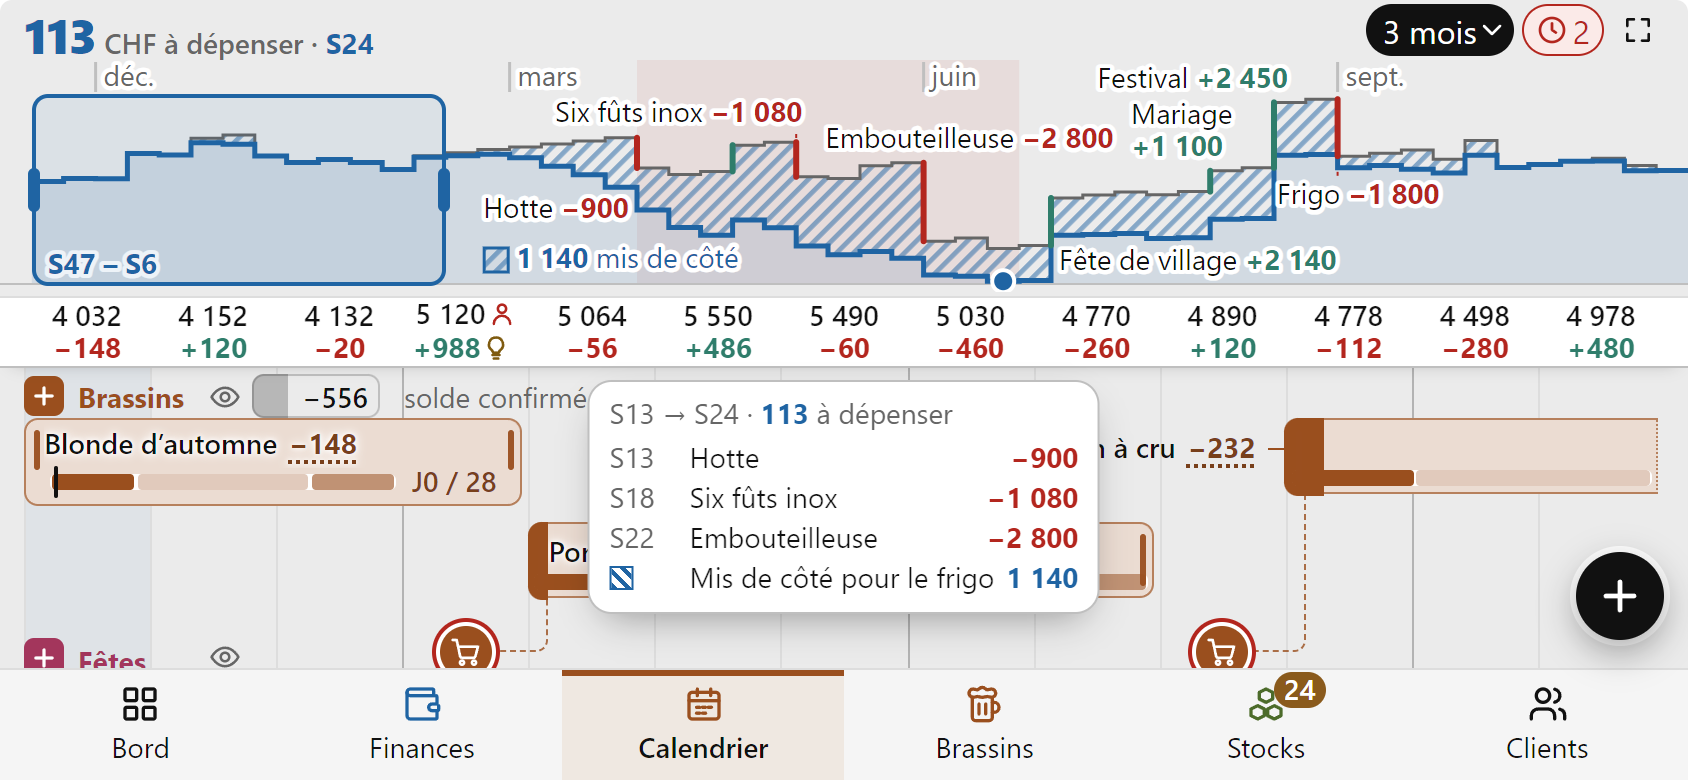 113 CHF à dépenser · S24
3 mois
2
déc.
mars
juin
sept.
Festival +2 450
Six fûts inox −1 080
Mariage
+1 100
Embouteilleuse −2 800
Hotte −900
Frigo −1 800
S47 – S6
1 140 mis de côté
Fête de village +2 140
4 032 4 152 4 132 5 120 5 064 5 550 5 490 5 030 4 770 4 890 4 778 4 498 4 978
−148 +120 −20 +988 −56 +486 −60 −460 −260 +120 −112 −280 +480
Brassins −556 solde confirmé
S13 → S24 · 113 à dépenser
Blonde d’automne −148
J0 / 28
à cru −232
S13 Hotte −900
S18 Six fûts inox −1 080
S22 Embouteilleuse −2 800
Mis de côté pour le frigo 1 140
Fêtes
24
Bord
Finances
Calendrier
Brassins
Stocks
Clients